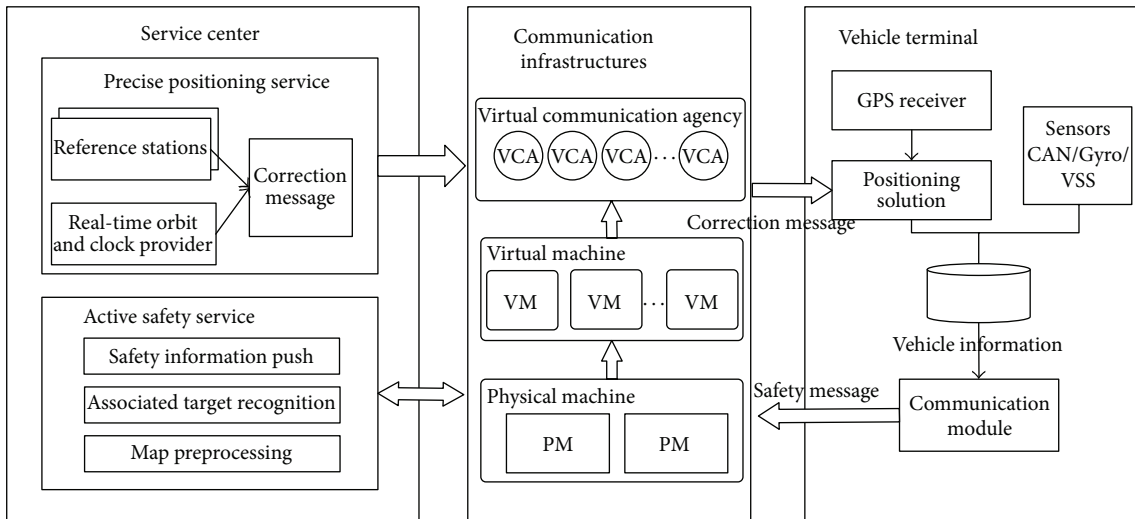 Service center
Precise positioning service
Reference stations
Real-time orbit
and clock provider
Correction
message
Active safety service
Safety information push
Associated target recognition
Map preprocessing
Communication
infrastructures
Virtual communication agency
VCA VCA VCA ... VCA
Virtual machine
VM VM ... VM
Physical machine
PM PM
Correction message
Safety message
Vehicle terminal
GPS receiver
Positioning
solution
Sensors
CAN/Gyro/
VSS
Vehicle information
Communication
module